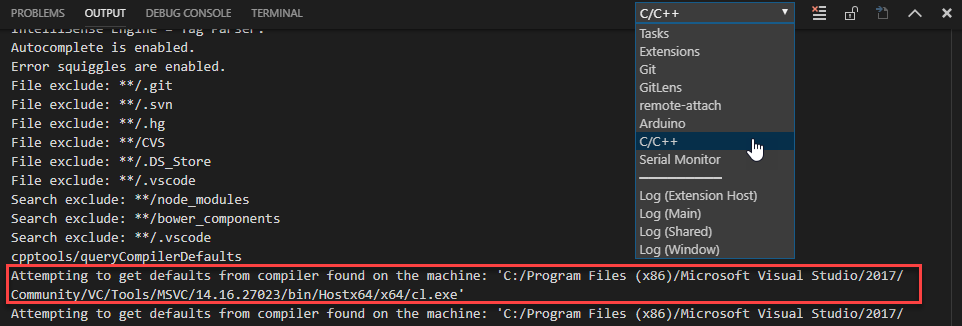 PROBLEMS OUTPUT DEBUG CONSOLE TERMINAL C/C++
IntelliSense Engine = Tag Parser.
Autocomplete is enabled.
Error squiggles are enabled.
File exclude: **/.git
File exclude: **/.svn
File exclude: **/.hg
File exclude: **/CVS
File exclude: **/.DS_Store
File exclude: **/.vscode
Search exclude: **/node_modules
Search exclude: **/bower_components
Search exclude: **/.vscode
cpptools/queryCompilerDefaults
Attempting to get defaults from compiler found on the machine: 'C:/Program Files (x86)/Microsoft Visual Studio/2017/
Community/VC/Tools/MSVC/14.16.27023/bin/Hostx64/x64/cl.exe'
Attempting to get defaults from compiler found on the machine: 'C:/Program Files (x86)/Microsoft Visual Studio/2017/
Tasks
Extensions
Git
GitLens
remote-attach
Arduino
C/C++
Serial Monitor
Log (Extension Host)
Log (Main)
Log (Shared)
Log (Window)